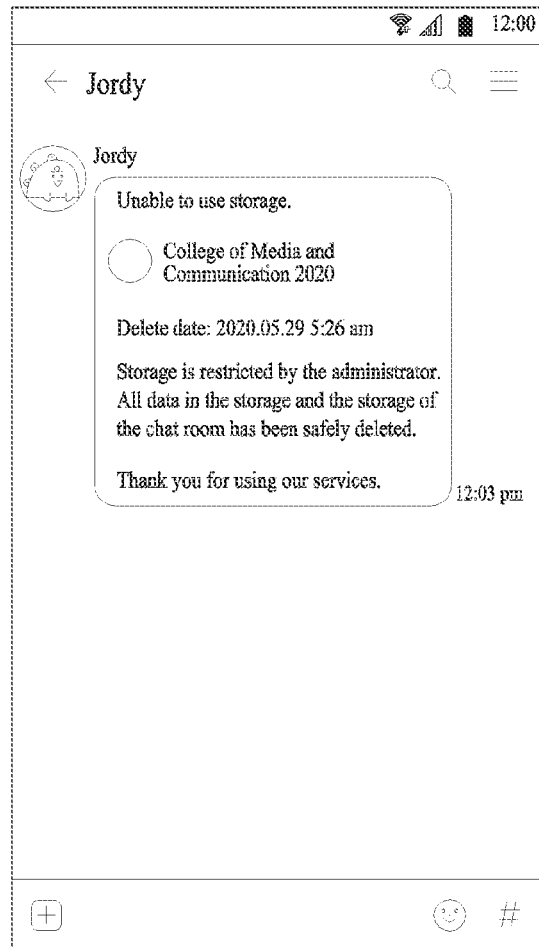 12:00
Jordy
Jordy
Unable to use storage.
College of Media and
Communication 2020
Delete date: 2020.05.29 5:26 am
Storage is restricted by the administrator.
All data in the storage and the storage of
the chat room has been safely deleted.
Thank you for using our services.
12:03 pm
#